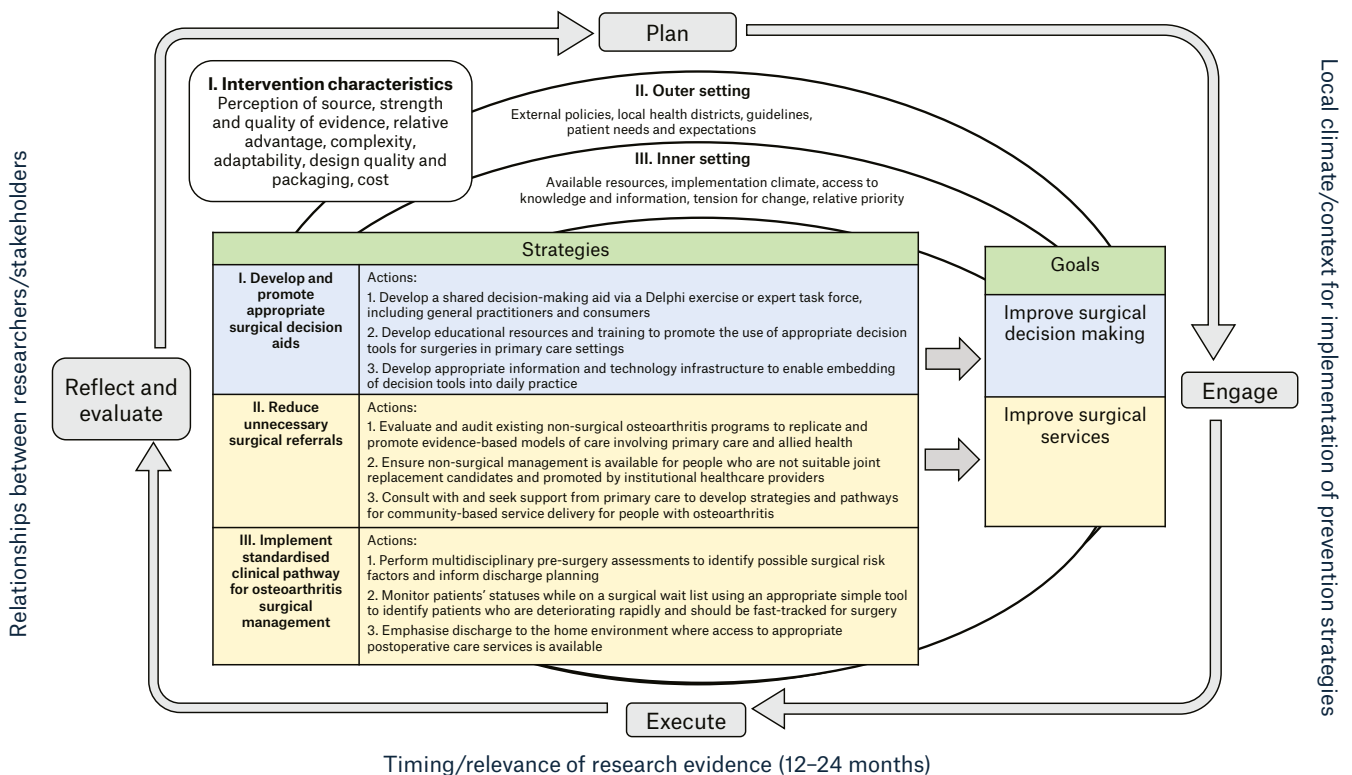 Plan
I. Intervention characteristics
Perception of source, strength
and quality of evidence, relative
advantage, complexity,
adaptability, design quality and
packaging, cost
II. Outer setting
External policies, local health districts, guidelines,
patient needs and expectations
III. Inner setting
Available resources, implementation climate, access to
knowledge and information, tension for change, relative priority
Relationships between researchers/stakeholders
Local climate/context for implementation of prevention strategies
Reflect and
evaluate
Strategies
I. Develop and
promote
appropriate
surgical decision
aids
Actions:
1. Develop a shared decision-making aid via a Delphi exercise or expert task force,
including general practitioners and consumers
2. Develop educational resources and training to promote the use of appropriate decision
tools for surgeries in primary care settings
3. Develop appropriate information and technology infrastructure to enable embedding
of decision tools into daily practice
II. Reduce
unnecessary
surgical referrals
Actions:
1. Evaluate and audit existing non-surgical osteoarthritis programs to replicate and
promote evidence-based models of care involving primary care and allied health
2. Ensure non-surgical management is available for people who are not suitable joint
replacement candidates and promoted by institutional healthcare providers
3. Consult with and seek support from primary care to develop strategies and pathways
for community-based service delivery for people with osteoarthritis
III. Implement
standardised
clinical pathway
for osteoarthritis
surgical
management
Actions:
1. Perform multidisciplinary pre-surgery assessments to identify possible surgical risk
factors and inform discharge planning
2. Monitor patients' statuses while on a surgical wait list using an appropriate simple tool
to identify patients who are deteriorating rapidly and should be fast-tracked for surgery
3. Emphasise discharge to the home environment where access to appropriate
postoperative care services is available
Goals
Improve surgical
decision making
Improve surgical
services
Engage
Execute
Timing/relevance of research evidence (12–24 months)